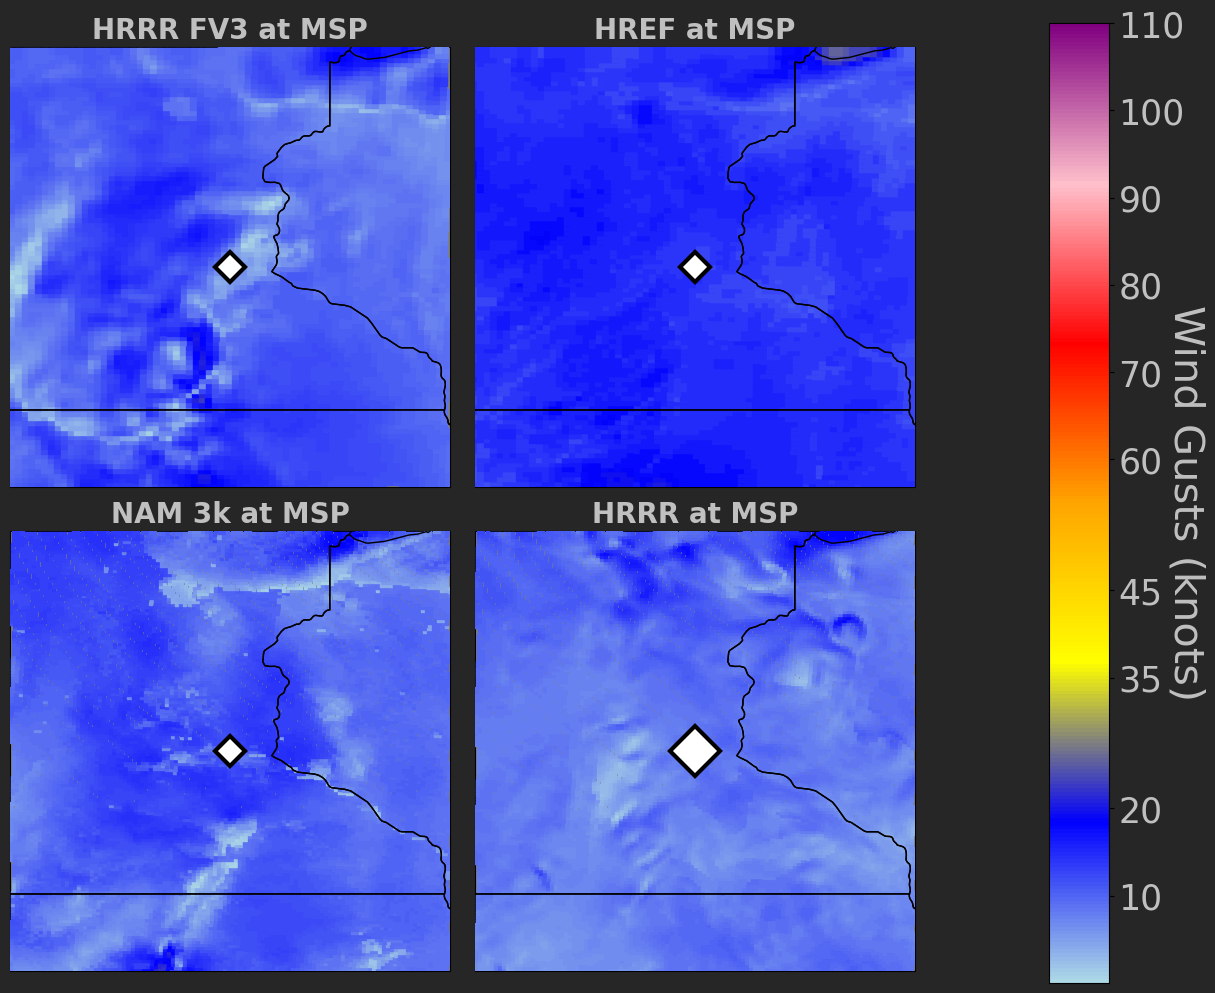 HRRR FV3 at MSP
HREF at MSP
NAM 3k at MSP
HRRR at MSP
110
100
90
80
70
60
45
35
20
10
Wind Gusts (knots)